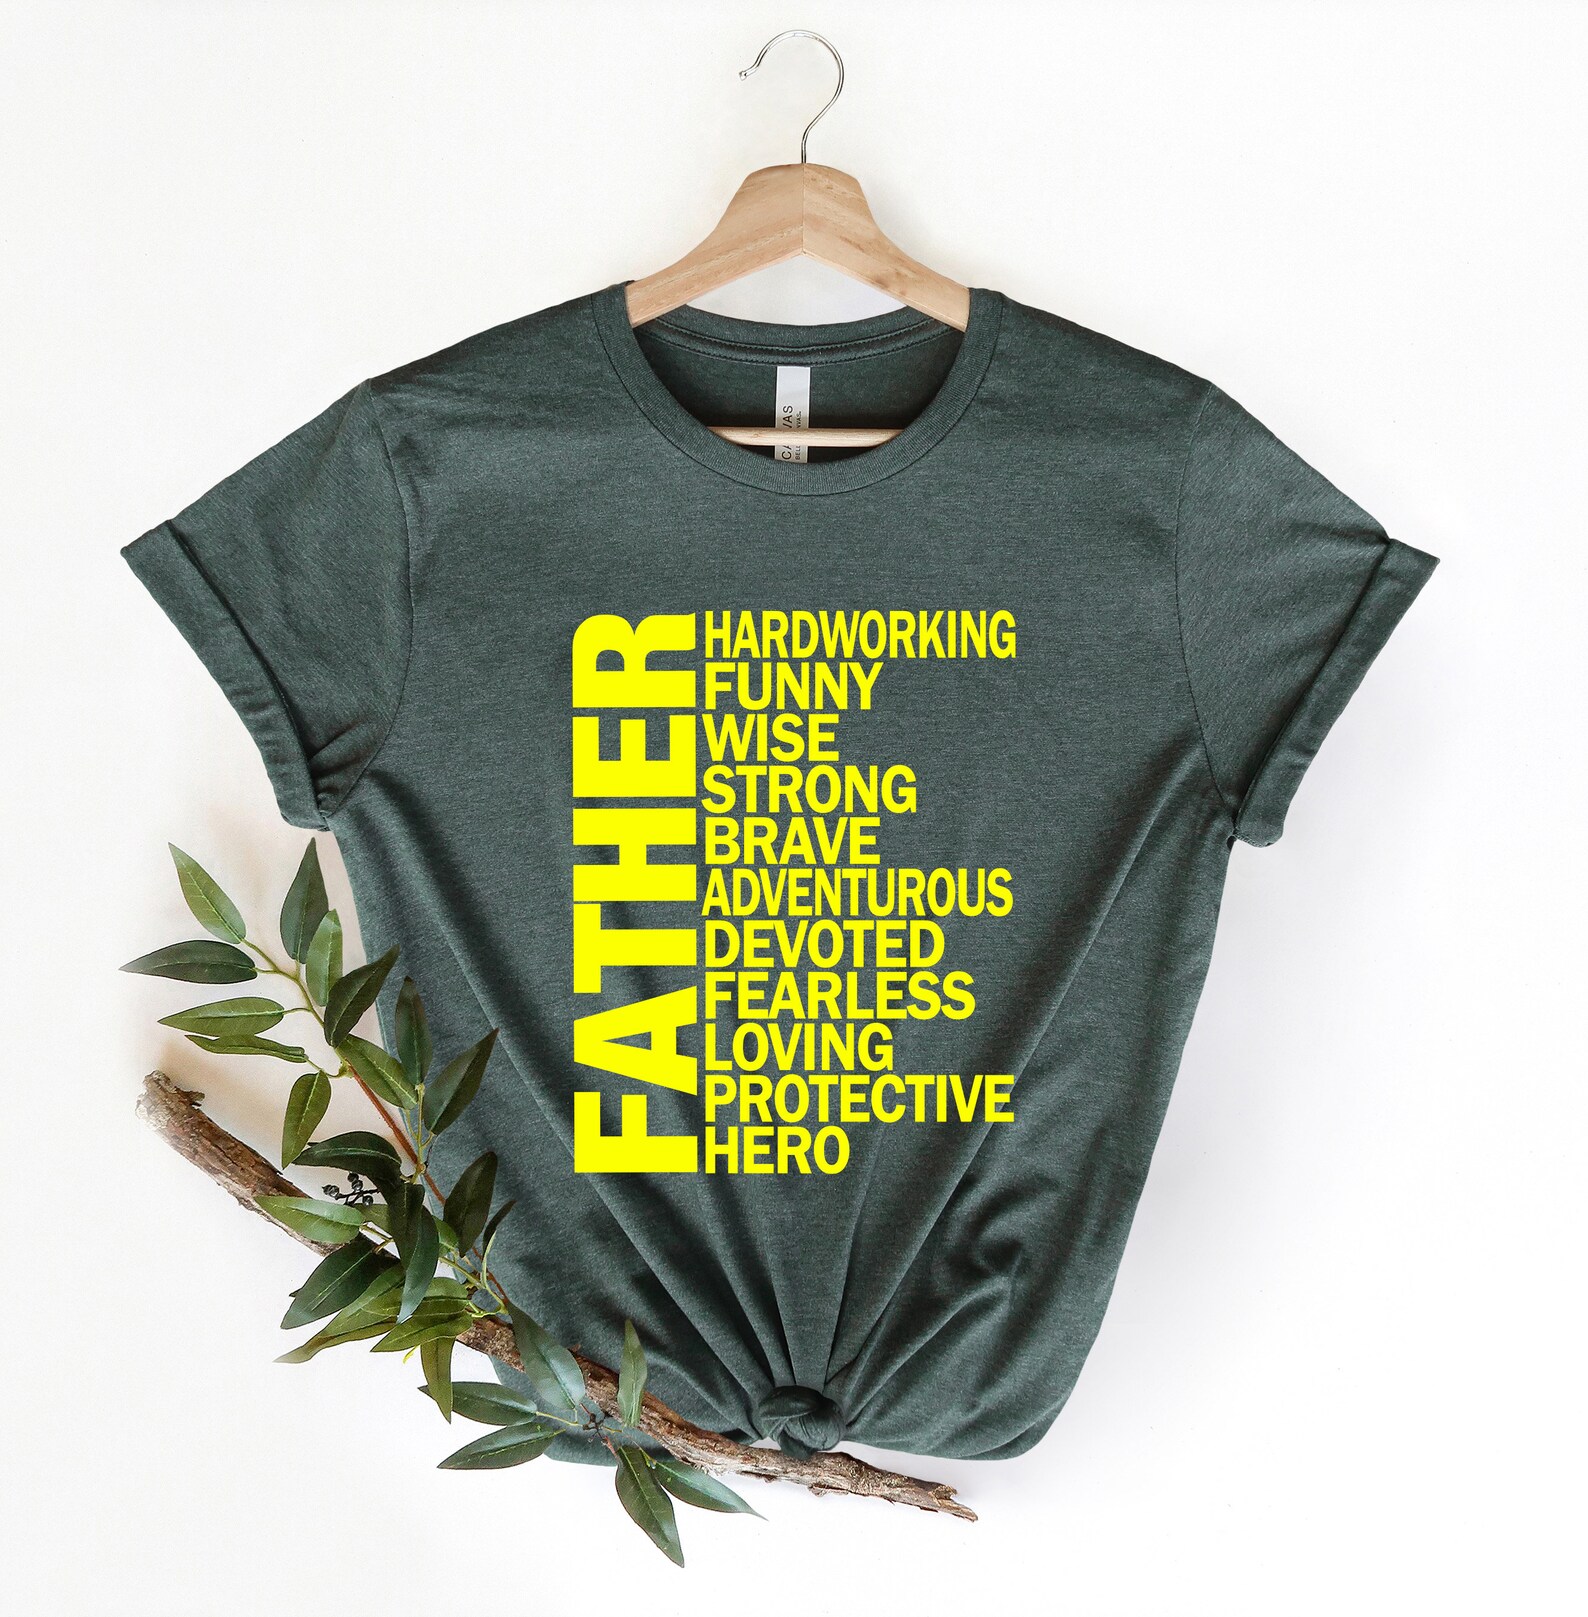 FATHER
HARDWORKING
FUNNY
WISE
STRONG
BRAVE
ADVENTUROUS
DEVOTED
FEARLESS
LOVING
PROTECTIVE
HERO